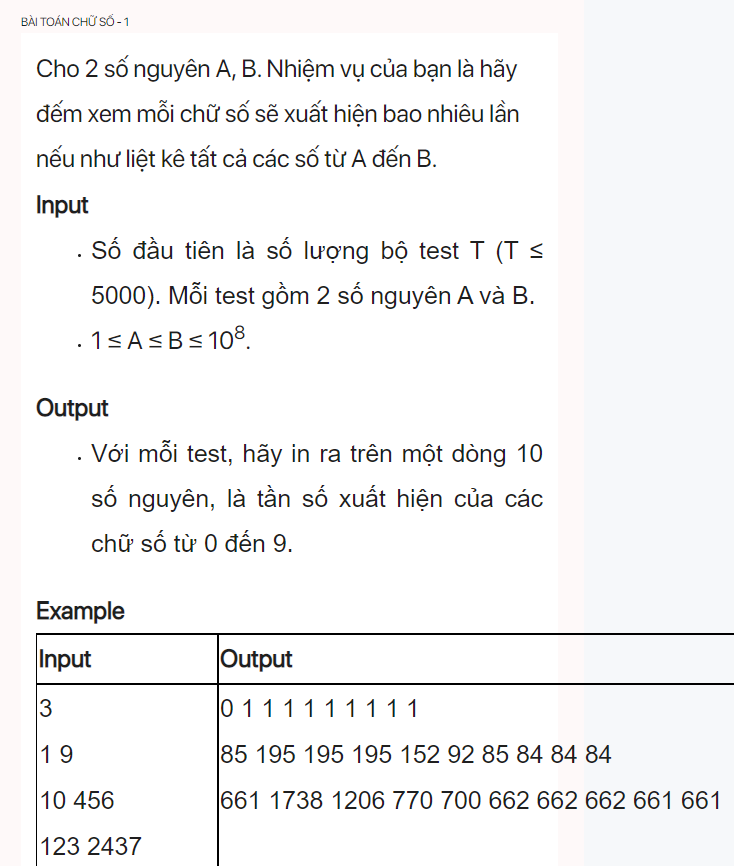 BÀI TOÁN CHỮ SỐ - 1
Cho 2 số nguyên A, B. Nhiệm vụ của bạn là hãy
đếm xem mỗi chữ số sẽ xuất hiện bao nhiêu lần
nếu như liệt kê tất cả các số từ A đến B.
Input
· Số đầu tiên là số lượng bộ test T (T ≤
5000). Mỗi test gồm 2 số nguyên A và B.
· 1 ≤ A ≤ B ≤ 10⁸.
Output
· Với mỗi test, hãy in ra trên một dòng 10
số nguyên, là tần số xuất hiện của các
chữ số từ 0 đến 9.
Example
Input Output
3 0 1 1 1 1 1 1 1 1 1
1 9 85 195 195 195 152 92 85 84 84 84
10 456 661 1738 1206 770 700 662 662 662 661 661
123 2437